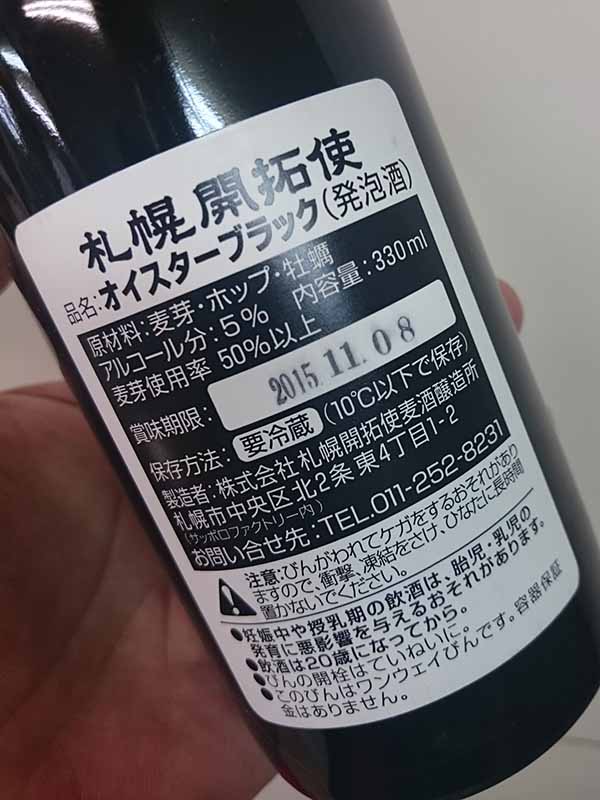 札幌開拓使
品名：オイスターブラック（発泡酒）
原材料：麦芽・ホップ・牡蠣
アルコール分：5％　内容量：330ml
麦芽使用率 50％以上
賞味期限：2015.11.08
保存方法：要冷蔵（10℃以下で保存）
製造者：株式会社 札幌開拓使麦酒醸造所
札幌市中央区北2条 東4丁目1-2
（サッポロファクトリー内）
お問い合せ先：TEL.011-252-8231
注意：びんがわれてケガをするおそれがあり
ますので、衝撃、凍結をさけ、ひなたに長時間
置かないでください。
●妊娠中や授乳期の飲酒は、胎児・乳児の
発育に悪影響を与えるおそれがあります。
●飲酒は20歳になってから。
●びんの開栓はていねいに。
●このびんはワンウェイびんです。容器保証
金はありません。